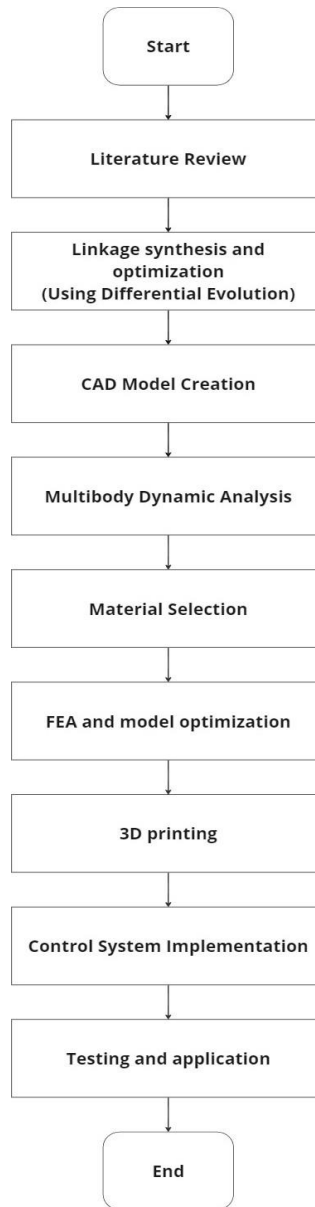 Start
Literature Review
Linkage synthesis and
optimization
(Using Differential Evolution)
CAD Model Creation
Multibody Dynamic Analysis
Material Selection
FEA and model optimization
3D printing
Control System Implementation
Testing and application
End